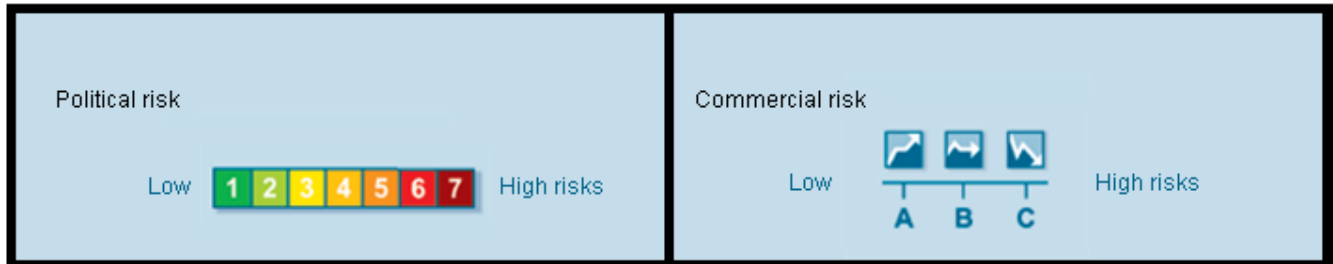 Political risk
Low 1 2 3 4 5 6 7 High risks
Commercial risk
Low High risks
A B C